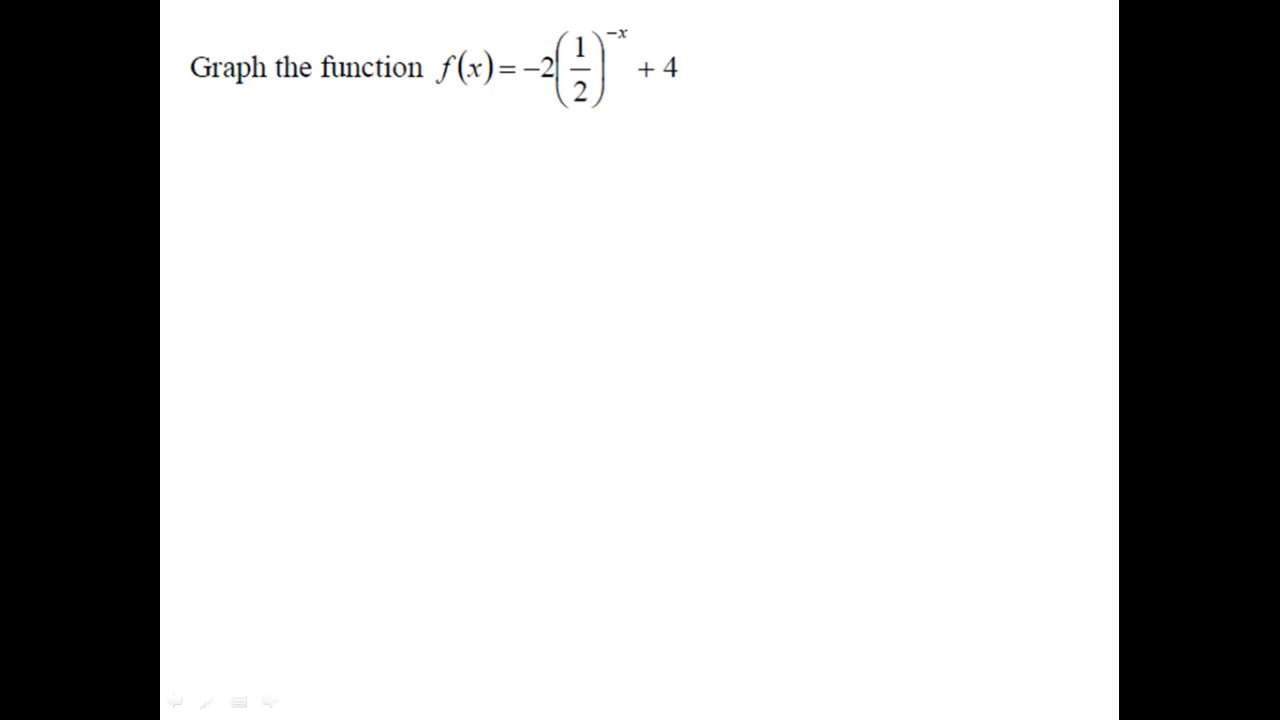 Graph the function f(x) = −2(1/2)^−x + 4